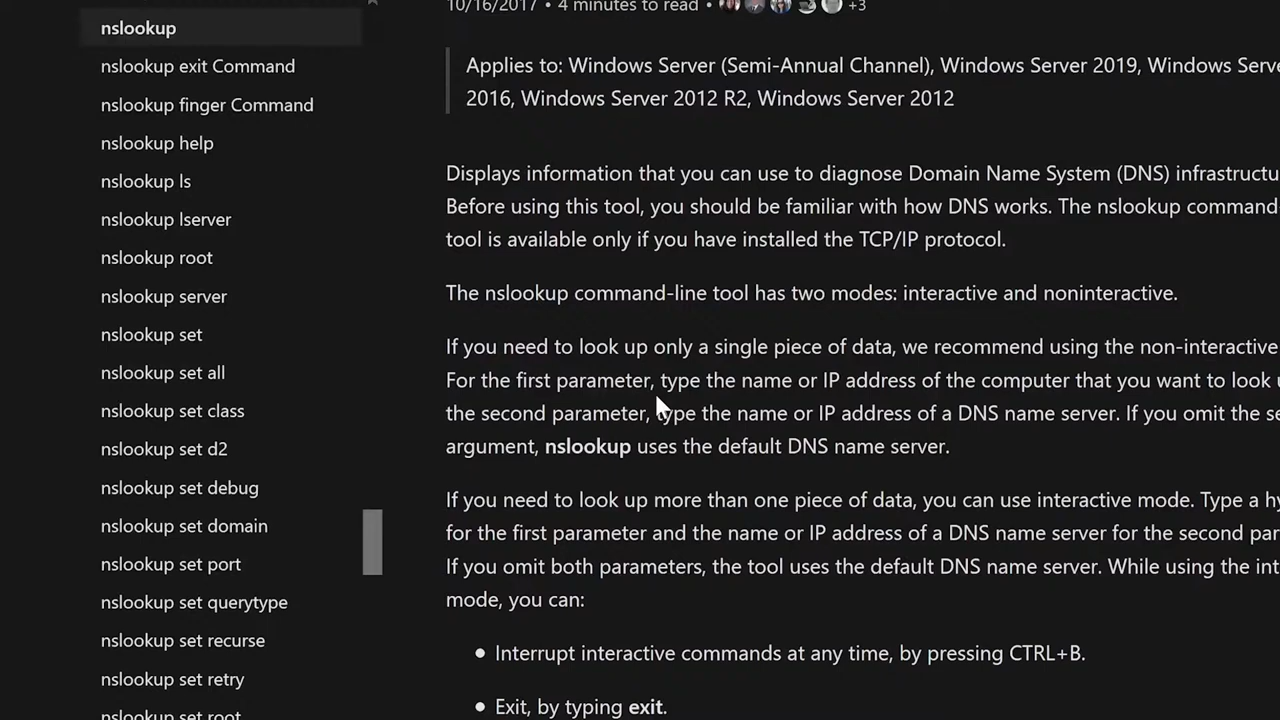 nslookup
nslookup exit Command
nslookup finger Command
nslookup help
nslookup ls
nslookup lserver
nslookup root
nslookup server
nslookup set
nslookup set all
nslookup set class
nslookup set d2
nslookup set debug
nslookup set domain
nslookup set port
nslookup set querytype
nslookup set recurse
nslookup set retry
nslookup set root
10/16/2017 • 4 minutes to read • +3
Applies to: Windows Server (Semi-Annual Channel), Windows Server 2019, Windows Serve
2016, Windows Server 2012 R2, Windows Server 2012
Displays information that you can use to diagnose Domain Name System (DNS) infrastructu
Before using this tool, you should be familiar with how DNS works. The nslookup command-
tool is available only if you have installed the TCP/IP protocol.
The nslookup command-line tool has two modes: interactive and noninteractive.
If you need to look up only a single piece of data, we recommend using the non-interactive
For the first parameter, type the name or IP address of the computer that you want to look u
the second parameter, type the name or IP address of a DNS name server. If you omit the se
argument, nslookup uses the default DNS name server.
If you need to look up more than one piece of data, you can use interactive mode. Type a hy
for the first parameter and the name or IP address of a DNS name server for the second par
If you omit both parameters, the tool uses the default DNS name server. While using the int
mode, you can:
• Interrupt interactive commands at any time, by pressing CTRL+B.
• Exit, by typing exit.